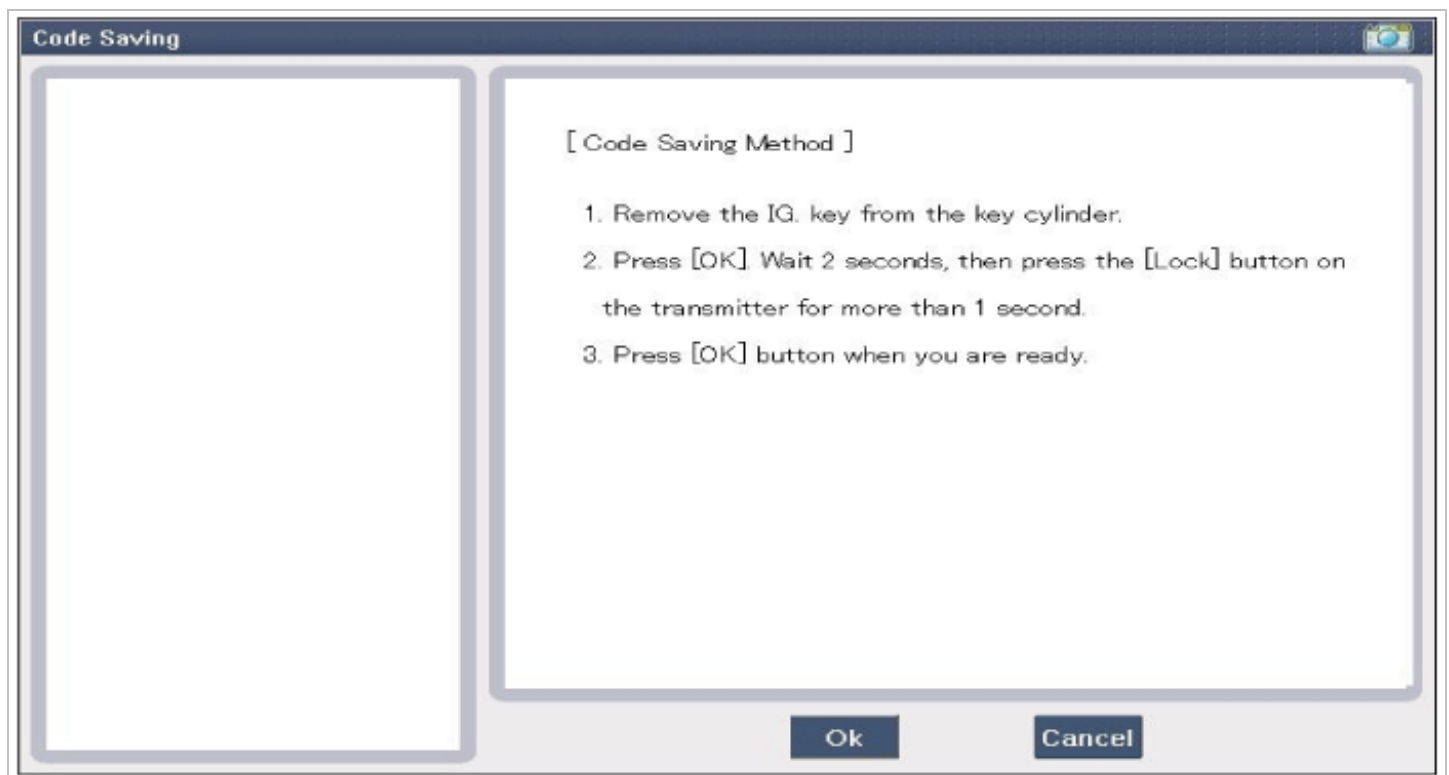 Code Saving
[ Code Saving Method ]
1. Remove the IG. key from the key cylinder.
2. Press [OK]. Wait 2 seconds, then press the [Lock] button on
the transmitter for more than 1 second.
3. Press [OK] button when you are ready.
Ok
Cancel